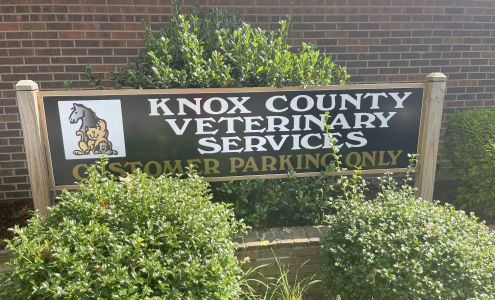 KNOX COUNTY
VETERINARY
SERVICES
CUSTOMER PARKING ONLY